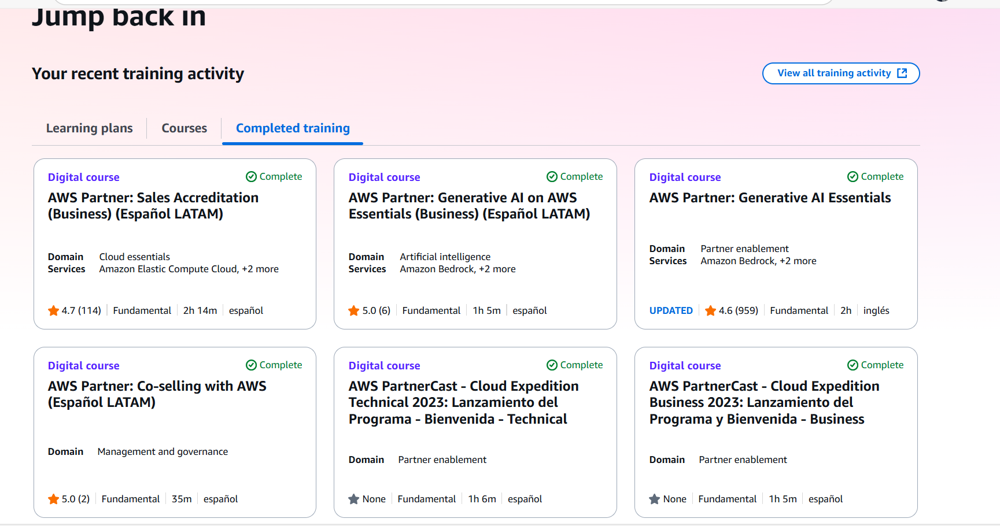 Jump back in
Your recent training activity
View all training activity
Learning plans
Courses
Completed training
Digital course
Complete
AWS Partner: Sales Accreditation
(Business) (Español LATAM)
Domain Cloud essentials
Services Amazon Elastic Compute Cloud, +2 more
4.7 (114) Fundamental 2h 14m español
Digital course
Complete
AWS Partner: Generative AI on AWS
Essentials (Business) (Español LATAM)
Domain Artificial intelligence
Services Amazon Bedrock, +2 more
5.0 (6) Fundamental 1h 5m español
Digital course
Complete
AWS Partner: Generative AI Essentials
Domain Partner enablement
Services Amazon Bedrock, +2 more
UPDATED 4.6 (959) Fundamental 2h inglés
Digital course
Complete
AWS Partner: Co-selling with AWS
(Español LATAM)
Domain Management and governance
5.0 (2) Fundamental 35m español
Digital course
Complete
AWS PartnerCast - Cloud Expedition
Technical 2023: Lanzamiento del
Programa - Bienvenida - Technical
Domain Partner enablement
None Fundamental 1h 6m español
Digital course
Complete
AWS PartnerCast - Cloud Expedition
Business 2023: Lanzamiento del
Programa y Bienvenida - Business
Domain Partner enablement
None Fundamental 1h 5m español